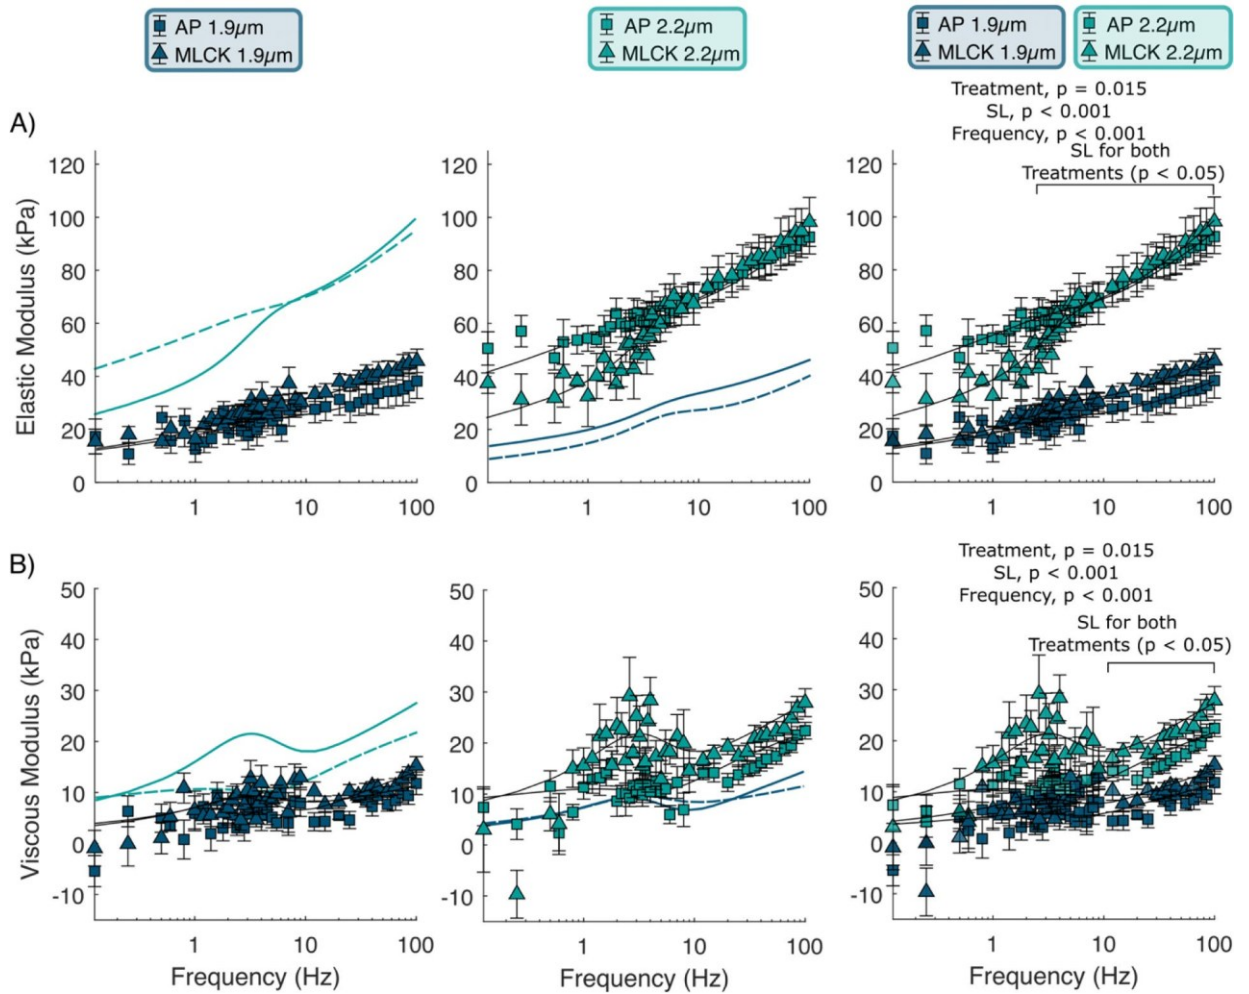 AP 1.9µm
MLCK 1.9µm
AP 2.2µm
MLCK 2.2µm
AP 1.9µm
MLCK 1.9µm
AP 2.2µm
MLCK 2.2µm
A)
Treatment, p = 0.015
SL, p < 0.001
Frequency, p < 0.001
SL for both
Treatments (p < 0.05)
Elastic Modulus (kPa)
120
100
80
60
40
20
0
1
10
100
120
100
80
60
40
20
0
1
10
100
120
100
80
60
40
20
0
1
10
100
B)
Treatment, p = 0.015
SL, p < 0.001
Frequency, p < 0.001
SL for both
Treatments (p < 0.05)
Viscous Modulus (kPa)
50
40
30
20
10
0
-10
1
10
100
Frequency (Hz)
50
40
30
20
10
0
-10
1
10
100
Frequency (Hz)
50
40
30
20
10
0
-10
1
10
100
Frequency (Hz)